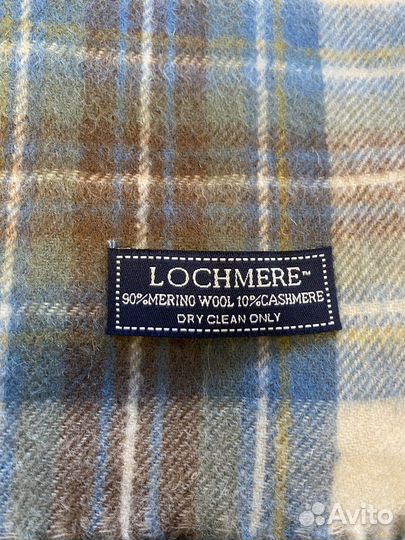 LOCHMERE™
90%MERINO WOOL 10%CASHMERE
DRY CLEAN ONLY
Avito